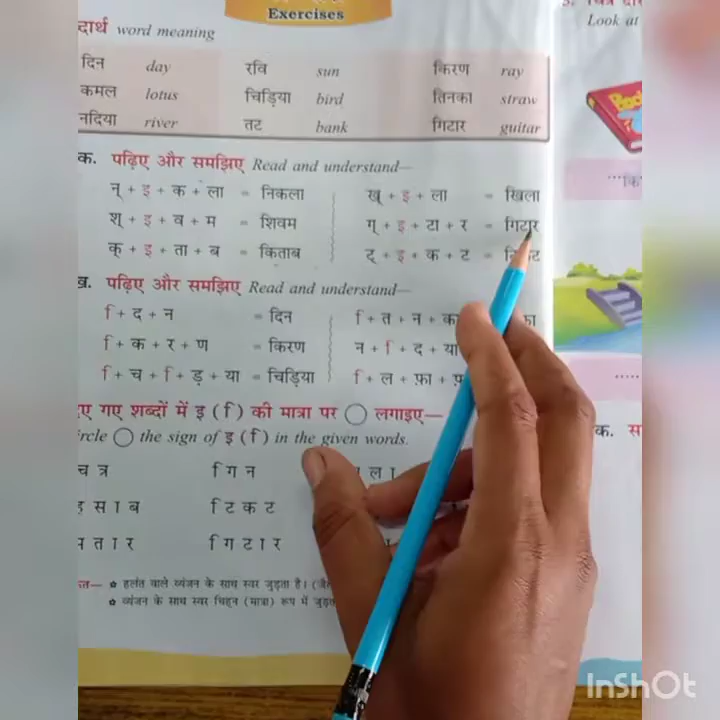 Exercises
दार्थ word meaning
Look at
दिन day रवि sun किरण ray
कमल lotus चिड़िया bird तिनका straw
नदिया river तट bank गिटार guitar
क. पढ़िए और समझिए Read and understand—
न् + इ + क + ला = निकला ख् + इ + ला = खिला
श् + इ + व + म = शिवम ग् + इ + टा + र = गिटार
क् + इ + ता + ब = किताब ट् + इ + क + ट
ख. पढ़िए और समझिए Read and understand—
ि + द + न = दिन ि + त + न + का
ि + क + र + ण = किरण न + ि + द + या
ि + च + ि + ड़ + या = चिड़िया ि + ल + फ़ा +
ए गए शब्दों में इ (ि) की मात्रा पर ◯ लगाइए—
ircle ◯ the sign of इ (ि) in the given words.
च त्र ि ग न ल ा
स ा ब ि ट क ट
त ा र ि ग ट ा र
हलंत वाले व्यंजन के साथ स्वर जुड़ता है।
व्यंजन के साथ स्वर चिह्न (मात्रा) रूप में
क.
InShOt